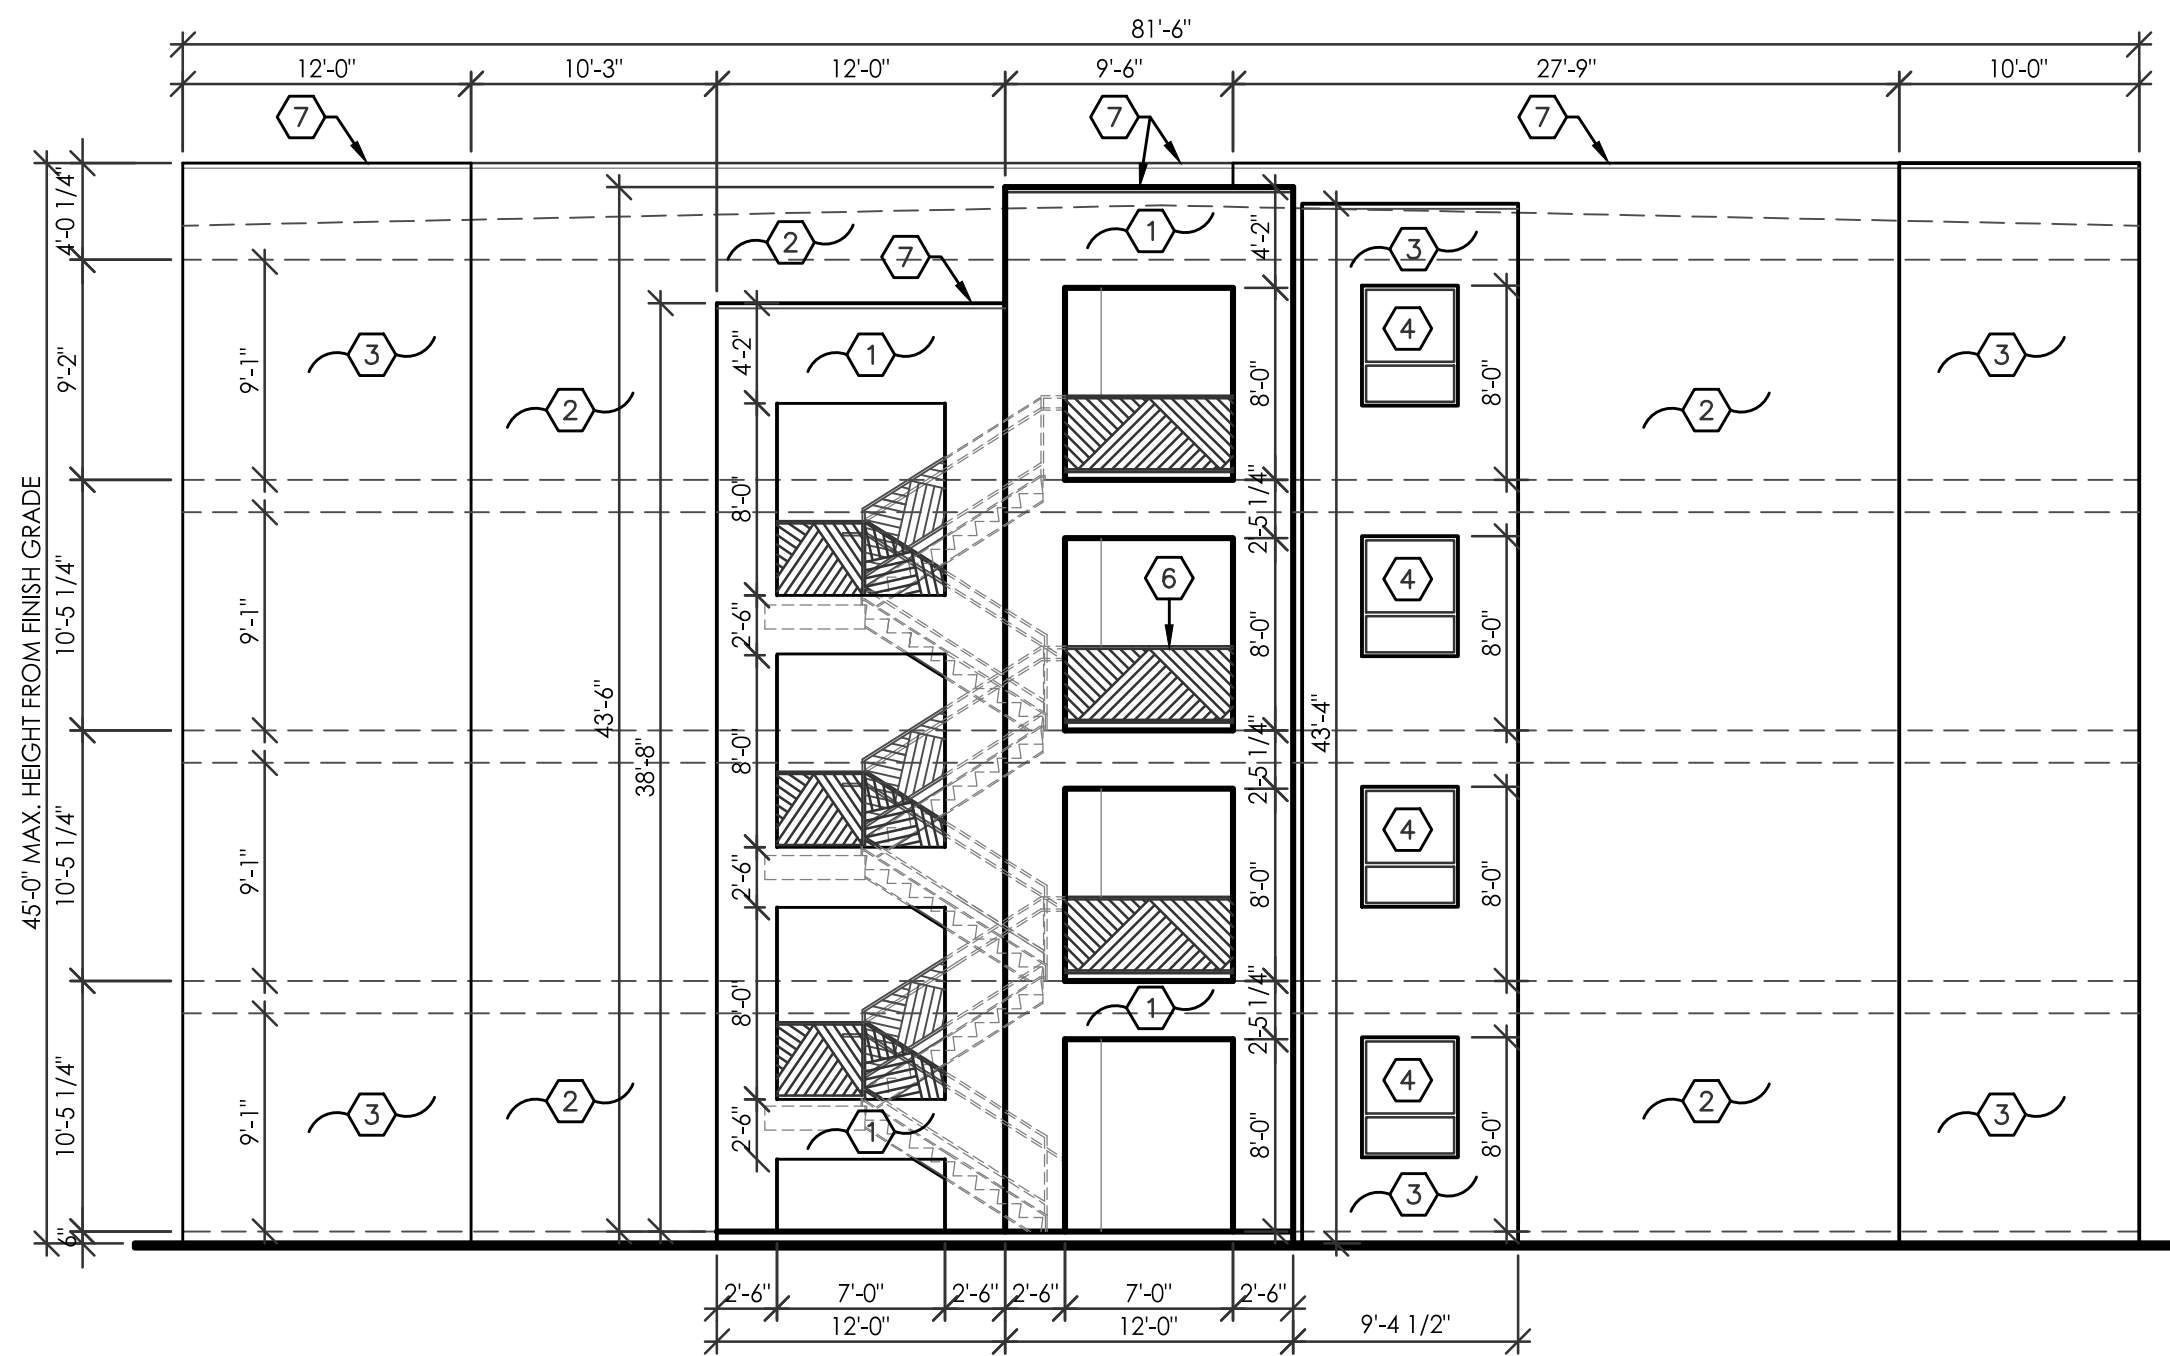 81'-6"
12'-0" 10'-3" 12'-0" 9'-6" 27'-9" 10'-0"
7 7 7
4'-0 1/4"
2 1 4'-2" 3
7
9'-2" 9'-1" 3 4'-2" 1 8'-0" 4 8'-0" 3
2 2
45'-0" MAX. HEIGHT FROM FINISH GRADE
8'-0" 2'-5 1/4"
10'-5 1/4" 9'-1" 2'-6" 6 8'-0" 4 8'-0"
43'-6" 43'-4"
38'-8" 8'-0" 2'-5 1/4"
10'-5 1/4" 9'-1" 2'-6" 8'-0" 4 8'-0"
8'-0" 1 2'-5 1/4"
10'-5 1/4" 9'-1" 3 2 2'-6" 1 8'-0" 4 8'-0" 2 3
3
6"
2'-6" 7'-0" 2'-6" 2'-6" 7'-0" 2'-6"
12'-0" 12'-0" 9'-4 1/2"